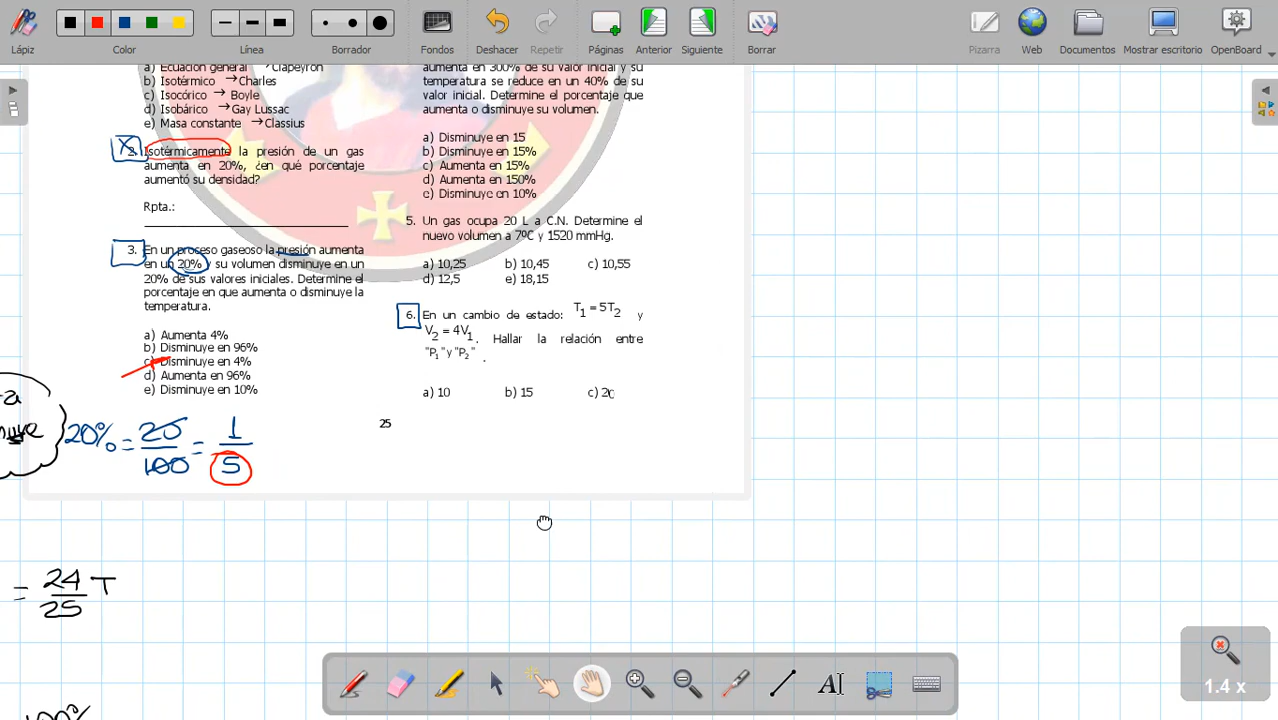 Lápiz
Color
Línea
Borrador
Fondos
Deshacer
Repetir
Páginas
Anterior
Siguiente
Borrar
Pizarra
Web
Documentos
Mostrar escritorio
OpenBoard
a) Ecuación general → Clapeyron
b) Isotérmico → Charles
c) Isocórico → Boyle
d) Isobárico → Gay Lussac
e) Masa constante → Classius
2. Isotérmicamente la presión de un gas
aumenta en 20%, ¿en qué porcentaje
aumentó su densidad?
Rpta.:
3. En un proceso gaseoso la presión aumenta
en un 20% y su volumen disminuye en un
20% de sus valores iniciales. Determine el
porcentaje en que aumenta o disminuye la
temperatura.
a) Aumenta 4%
b) Disminuye en 96%
c) Disminuye en 4%
d) Aumenta en 96%
e) Disminuye en 10%
20% = 20/100 = 1/5
= 24/25 T
100%
aumenta en 300% de su valor inicial y su
temperatura se reduce en un 40% de su
valor inicial. Determine el porcentaje que
aumenta o disminuye su volumen.
a) Disminuye en 15
b) Disminuye en 15%
c) Aumenta en 15%
d) Aumenta en 150%
e) Disminuye en 10%
5. Un gas ocupa 20 L a C.N. Determine el
nuevo volumen a 7ºC y 1520 mmHg.
a) 10,25 b) 10,45 c) 10,55
d) 12,5 e) 18,15
6. En un cambio de estado: T1 = 5T2 y
V2 = 4V1. Hallar la relación entre
"P1" y "P2".
a) 10 b) 15 c) 20
25
1.4 x